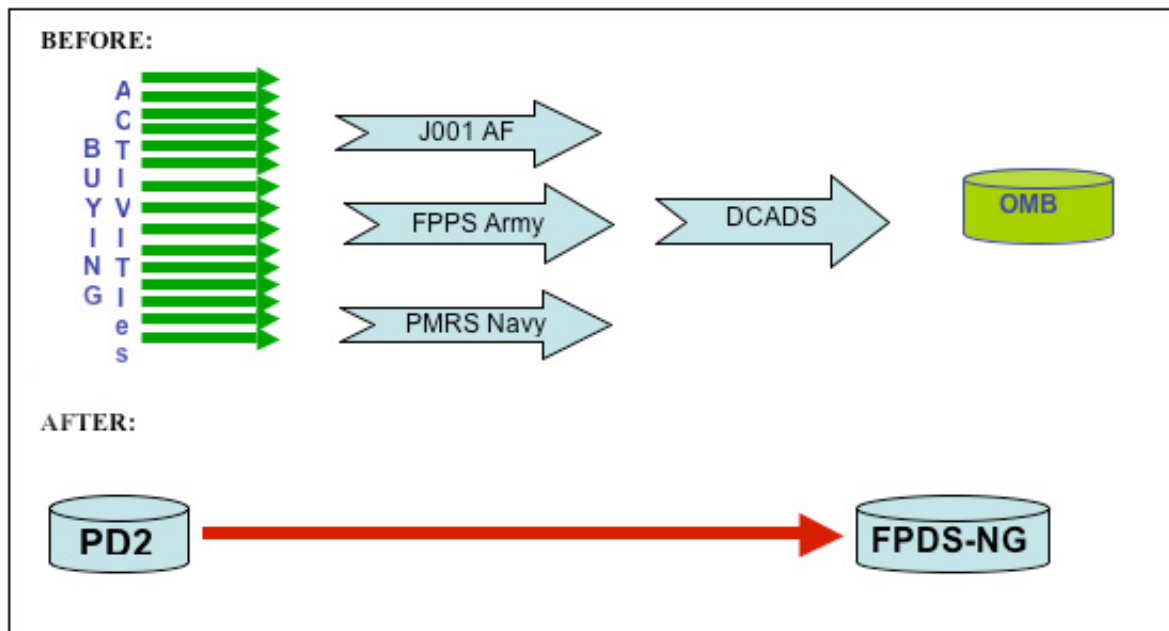 BEFORE:
BUYING
ACTIVITIes
J001 AF
FPPS Army
DCADS
OMB
PMRS Navy
AFTER:
PD2
FPDS-NG